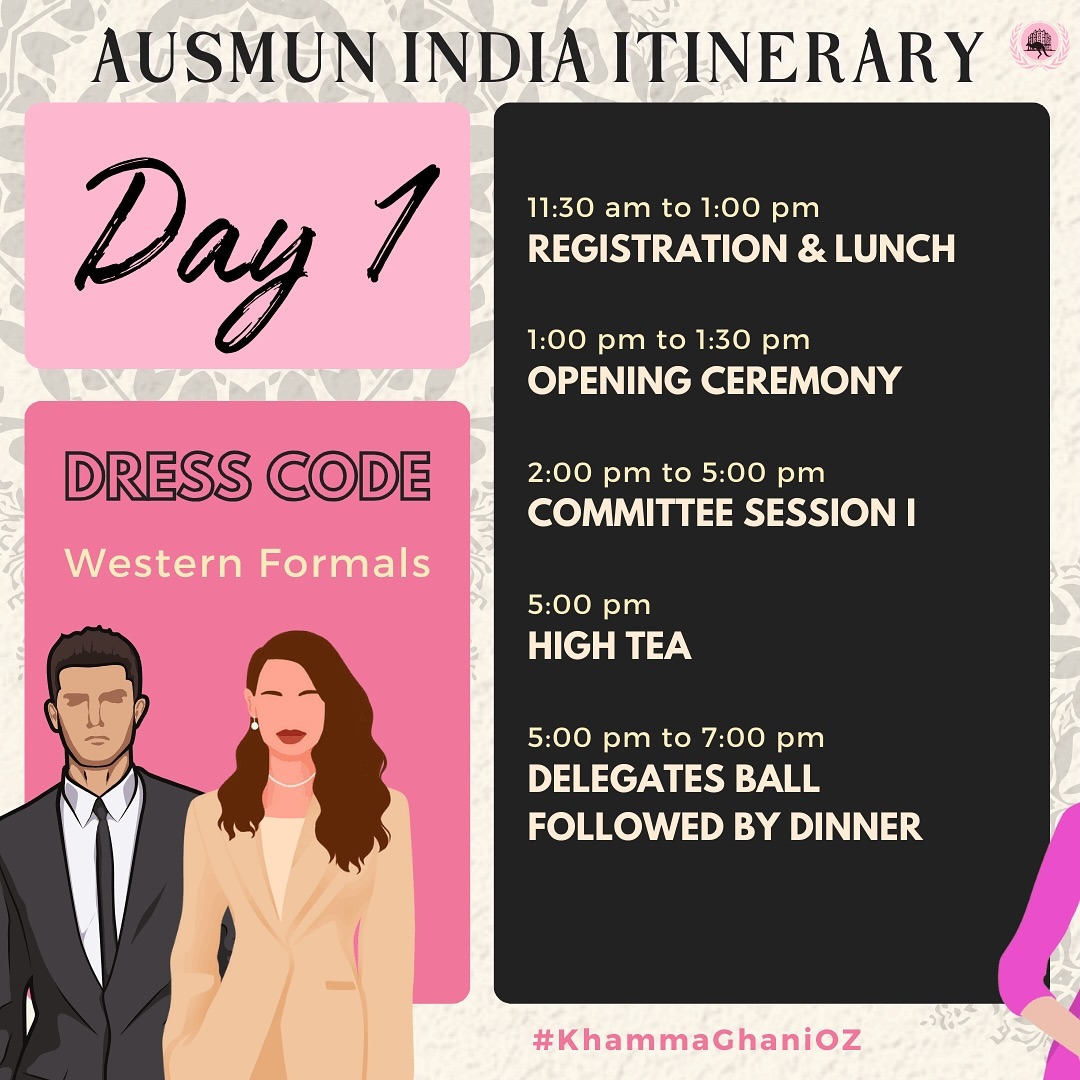 AUSMUN INDIA ITINERARY
Day 1
DRESS CODE
Western Formals
11:30 am to 1:00 pm
REGISTRATION & LUNCH
1:00 pm to 1:30 pm
OPENING CEREMONY
2:00 pm to 5:00 pm
COMMITTEE SESSION I
5:00 pm
HIGH TEA
5:00 pm to 7:00 pm
DELEGATES BALL
FOLLOWED BY DINNER
#KhammaGhaniOZ